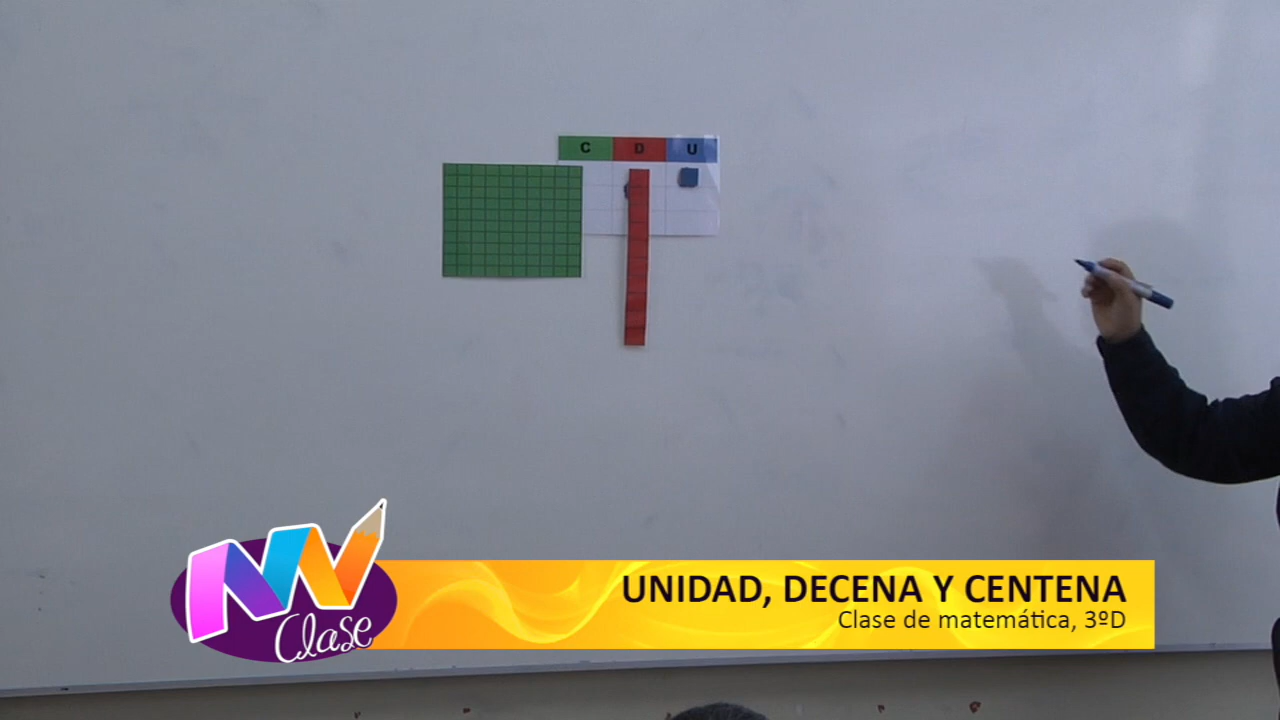 C D U
UNIDAD, DECENA Y CENTENA
Clase de matemática, 3ºD
NV
Clase